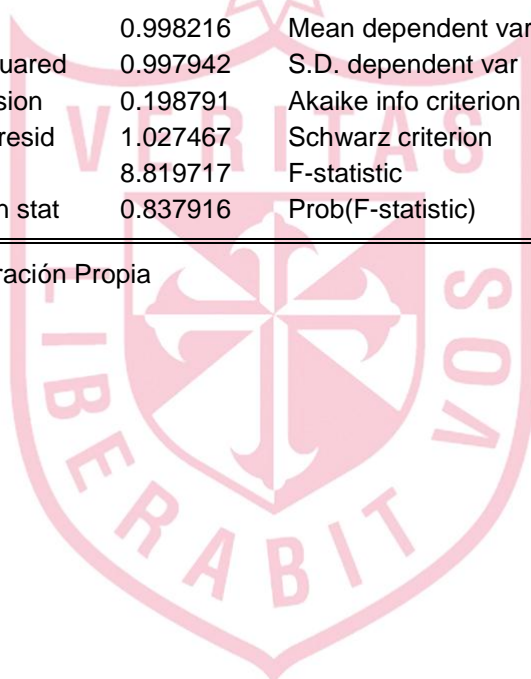 0.998216 Mean dependent var
uared 0.997942 S.D. dependent var
sion 0.198791 Akaike info criterion
resid 1.027467 Schwarz criterion
8.819717 F-statistic
n stat 0.837916 Prob(F-statistic)
ración Propia
VERITAS
LIBERABIT VOS